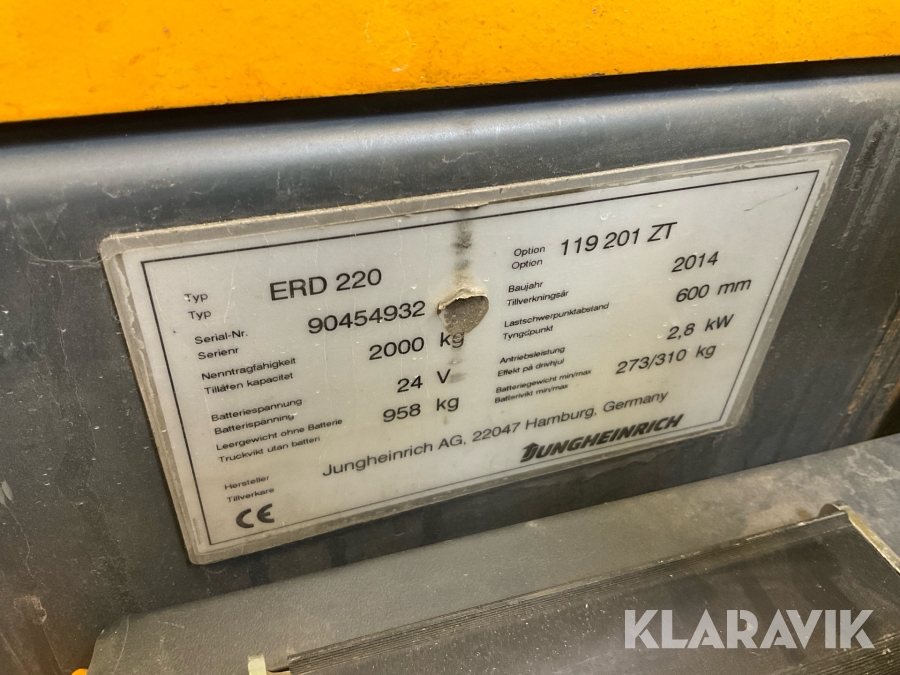 Typ
Typ
ERD 220
Option
Option
119 201 ZT
Serial-Nr.
Serienr
90454932
Baujahr
Tillverkningsår
2014
Nenntragfähigkeit
Tillåten kapacitet
2000 kg
Lastschwerpunktabstand
Tyngdpunkt
600 mm
Batteriespannung
Batterispanning
24 V
Antriebsleistung
Effekt på drivhjul
2,8 kW
Leergewicht ohne Batterie
Truckvikt utan batteri
958 kg
Batteriegewicht min/max
Batterivikt min/max
273/310 kg
Hersteller
Tillverkare
Jungheinrich AG, 22047 Hamburg, Germany
CE
JUNGHEINRICH
KLARAVIK